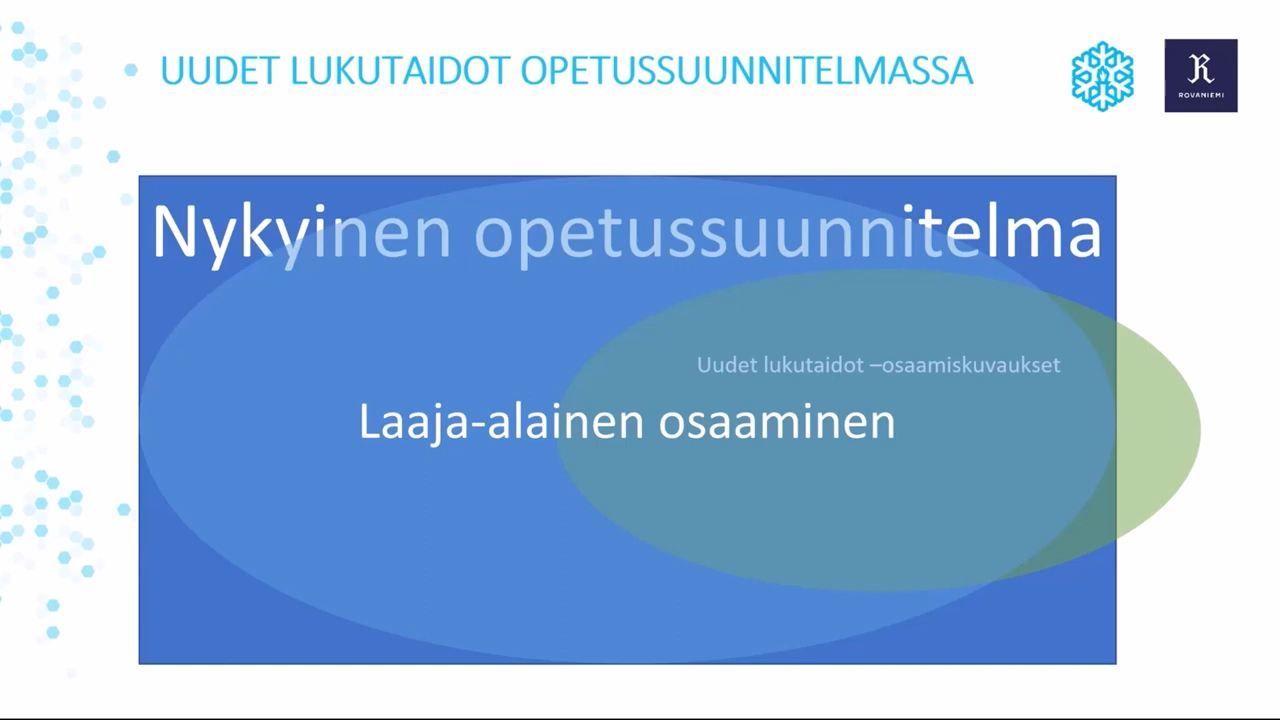 UUDET LUKUTAIDOT OPETUSSUUNNITELMASSA
R
ROVANIEMI
Nykyinen opetussuunnitelma
Uudet lukutaidot –osaamiskuvaukset
Laaja-alainen osaaminen